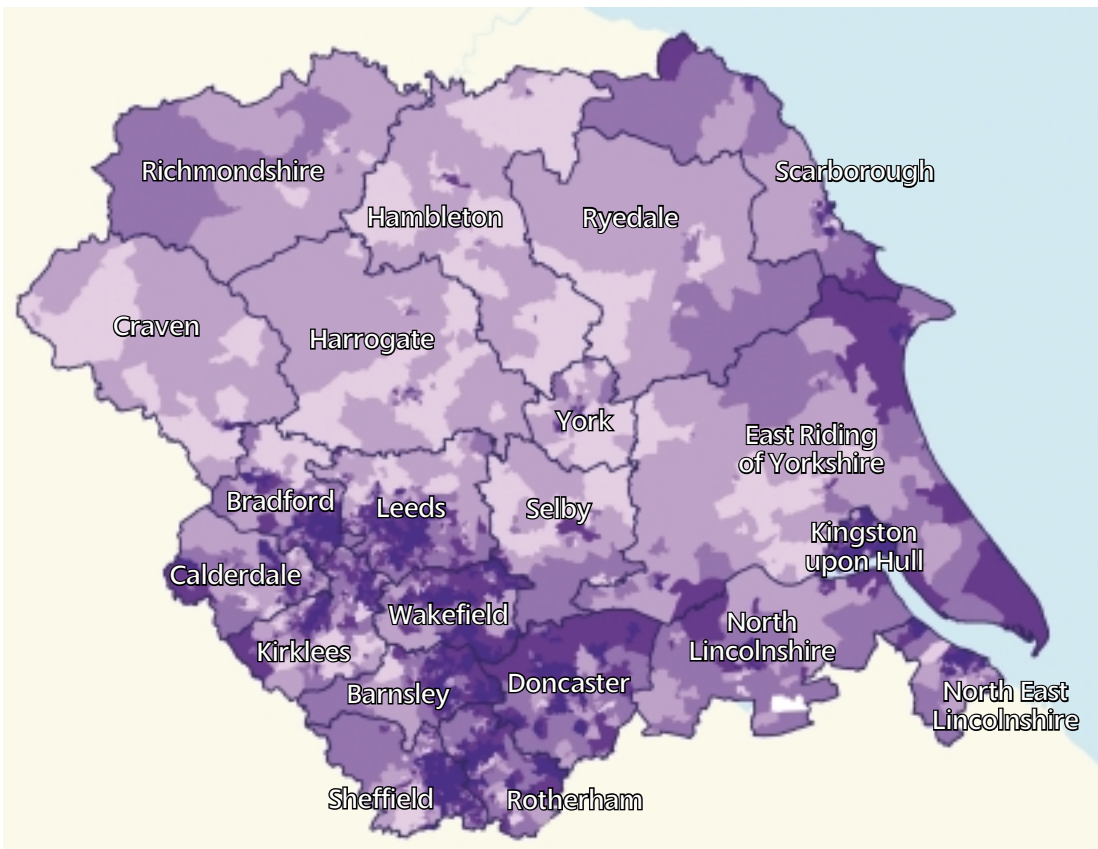 Richmondshire
Scarborough
Hambleton
Ryedale
Craven
Harrogate
York
East Riding
of Yorkshire
Bradford
Leeds
Selby
Kingston
upon Hull
Calderdale
Wakefield
North
Lincolnshire
Kirklees
Barnsley
Doncaster
North East
Lincolnshire
Sheffield
Rotherham